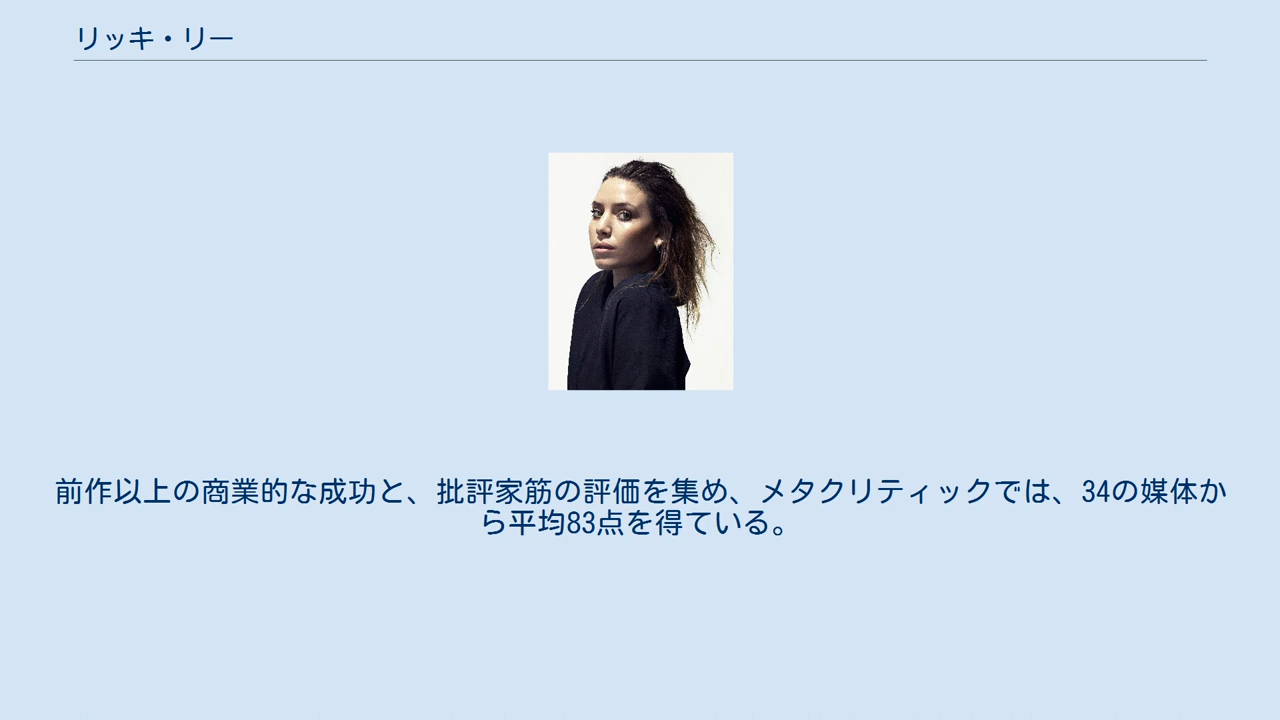 リッキ・リー
前作以上の商業的な成功と、批評家筋の評価を集め、メタクリティックでは、34の媒体か
ら平均83点を得ている。